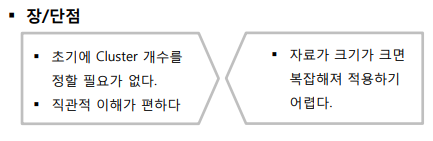 ▪ 장/단점
▪ 초기에 Cluster 개수를
정할 필요가 없다.
▪ 직관적 이해가 편하다
▪ 자료가 크기가 크면
복잡해져 적용하기
어렵다.